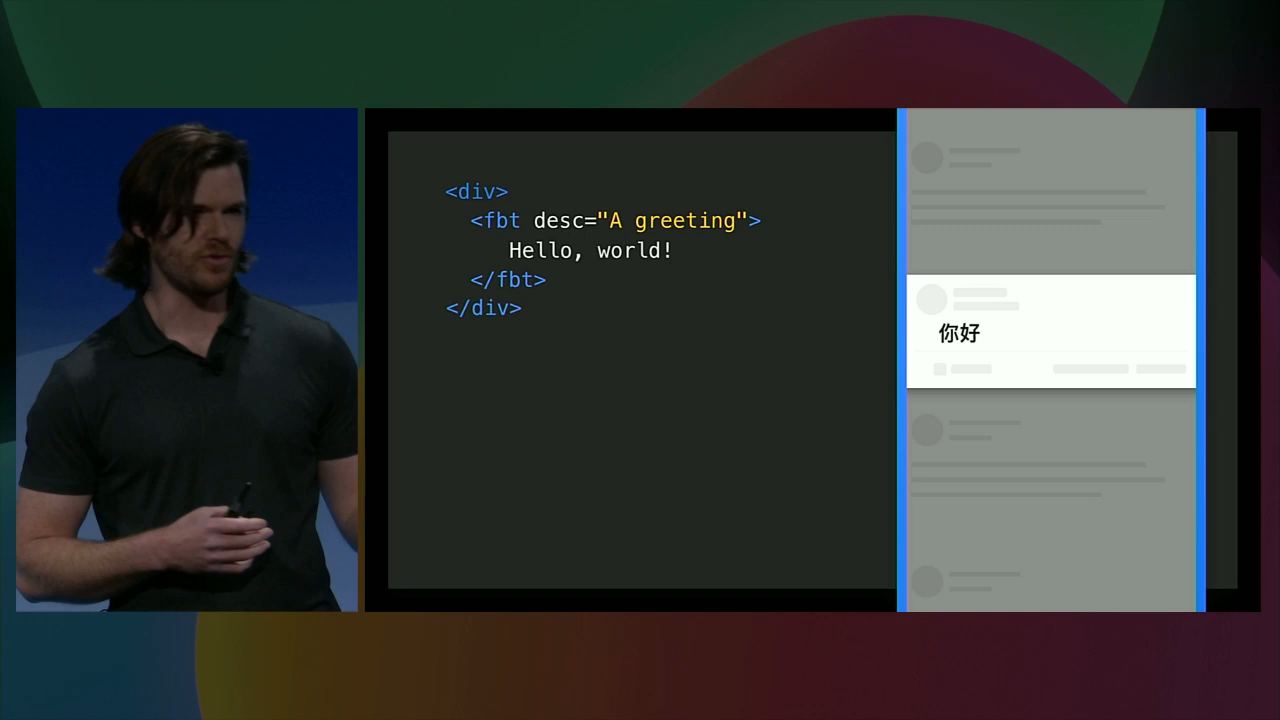 <div>
<fbt desc="A greeting">
Hello, world!
</fbt>
</div>
你好